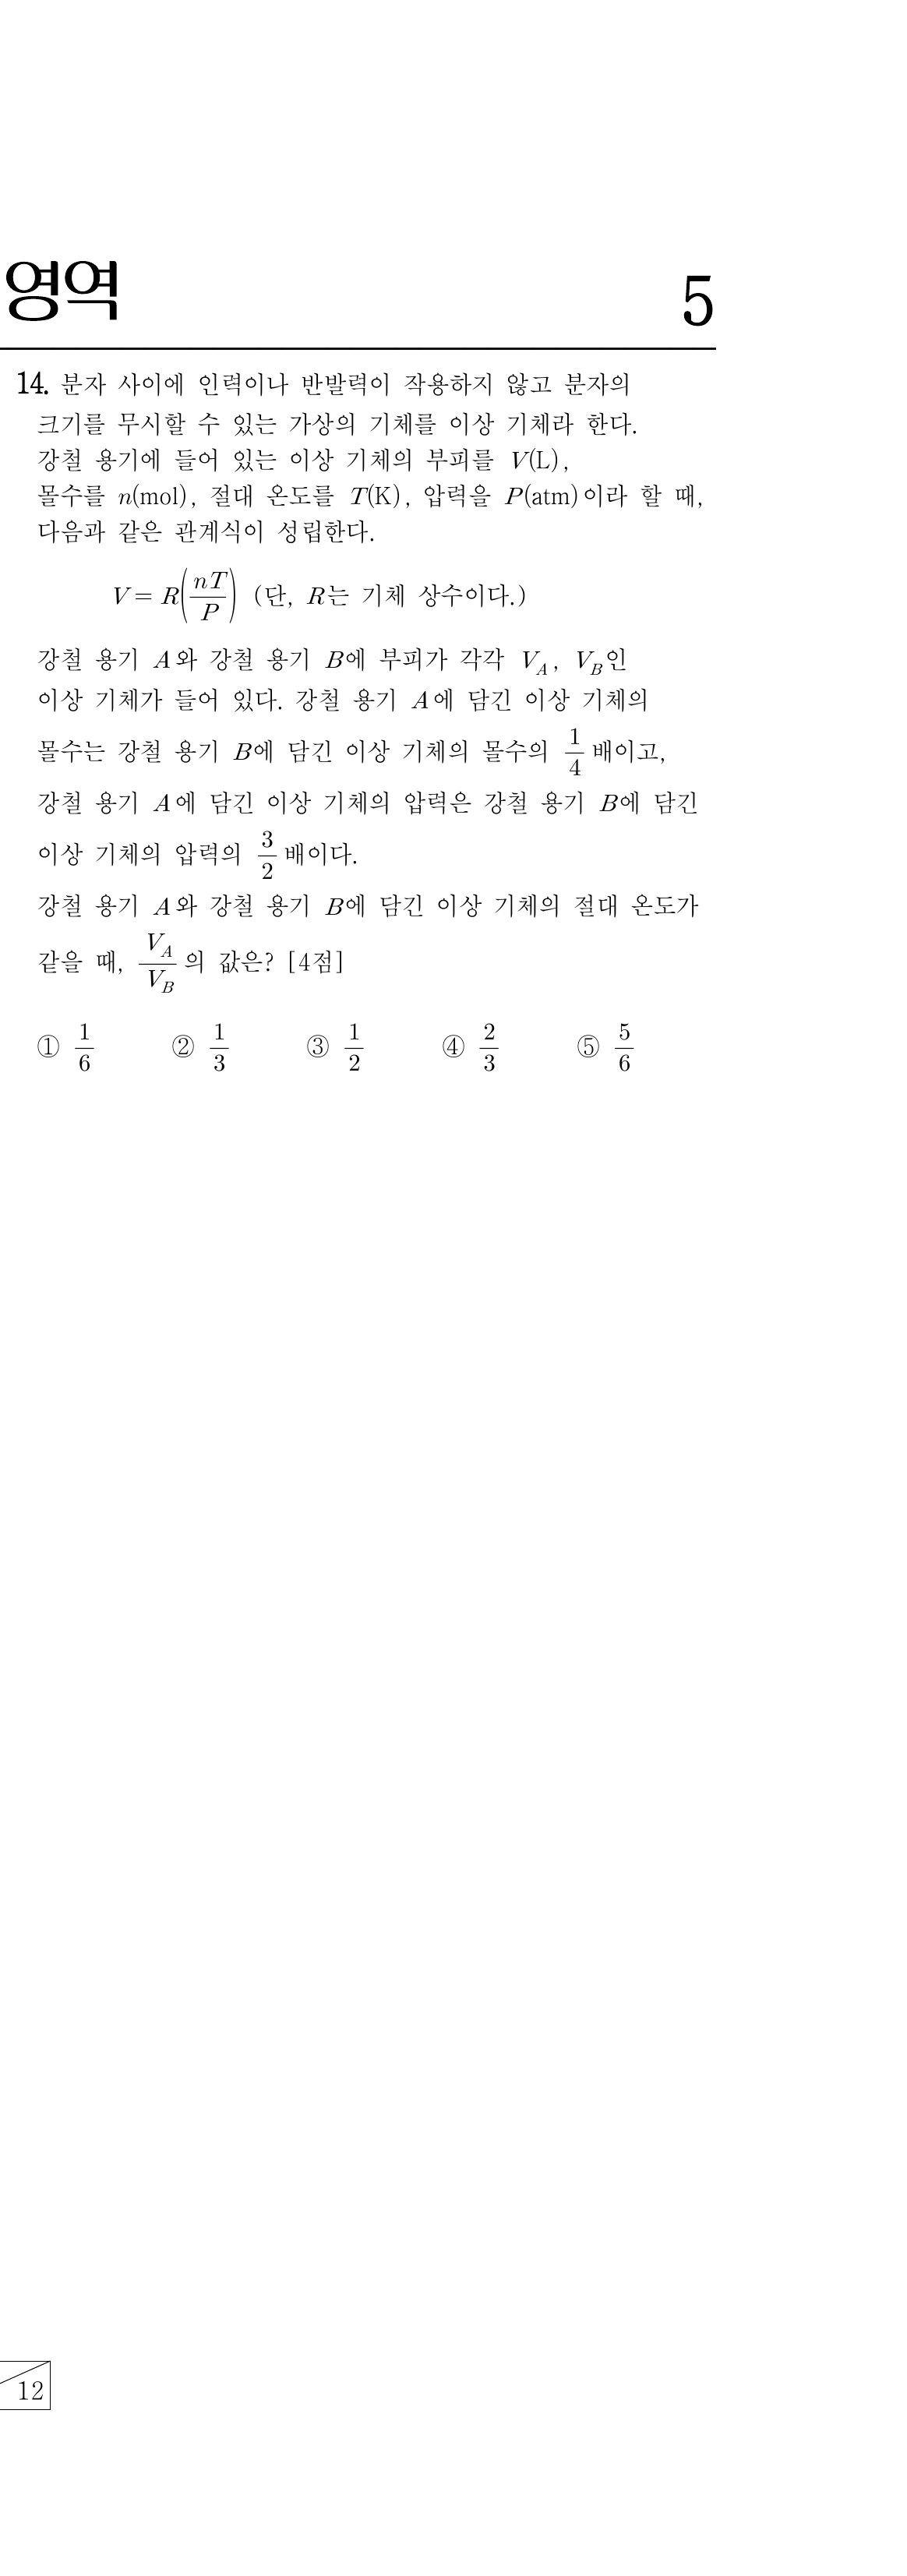 영역
5
14. 분자 사이에 인력이나 반발력이 작용하지 않고 분자의
크기를 무시할 수 있는 가상의 기체를 이상 기체라 한다.
강철 용기에 들어 있는 이상 기체의 부피를 V(L),
몰수를 n(mol), 절대 온도를 T(K), 압력을 P(atm)이라 할 때,
다음과 같은 관계식이 성립한다.
V = R(nT/P) (단, R는 기체 상수이다.)
강철 용기 A와 강철 용기 B에 부피가 각각 V_A, V_B인
이상 기체가 들어 있다. 강철 용기 A에 담긴 이상 기체의
몰수는 강철 용기 B에 담긴 이상 기체의 몰수의 1/4 배이고,
강철 용기 A에 담긴 이상 기체의 압력은 강철 용기 B에 담긴
이상 기체의 압력의 3/2 배이다.
강철 용기 A와 강철 용기 B에 담긴 이상 기체의 절대 온도가
같을 때, V_A/V_B 의 값은? [4점]
① 1/6 ② 1/3 ③ 1/2 ④ 2/3 ⑤ 5/6
12